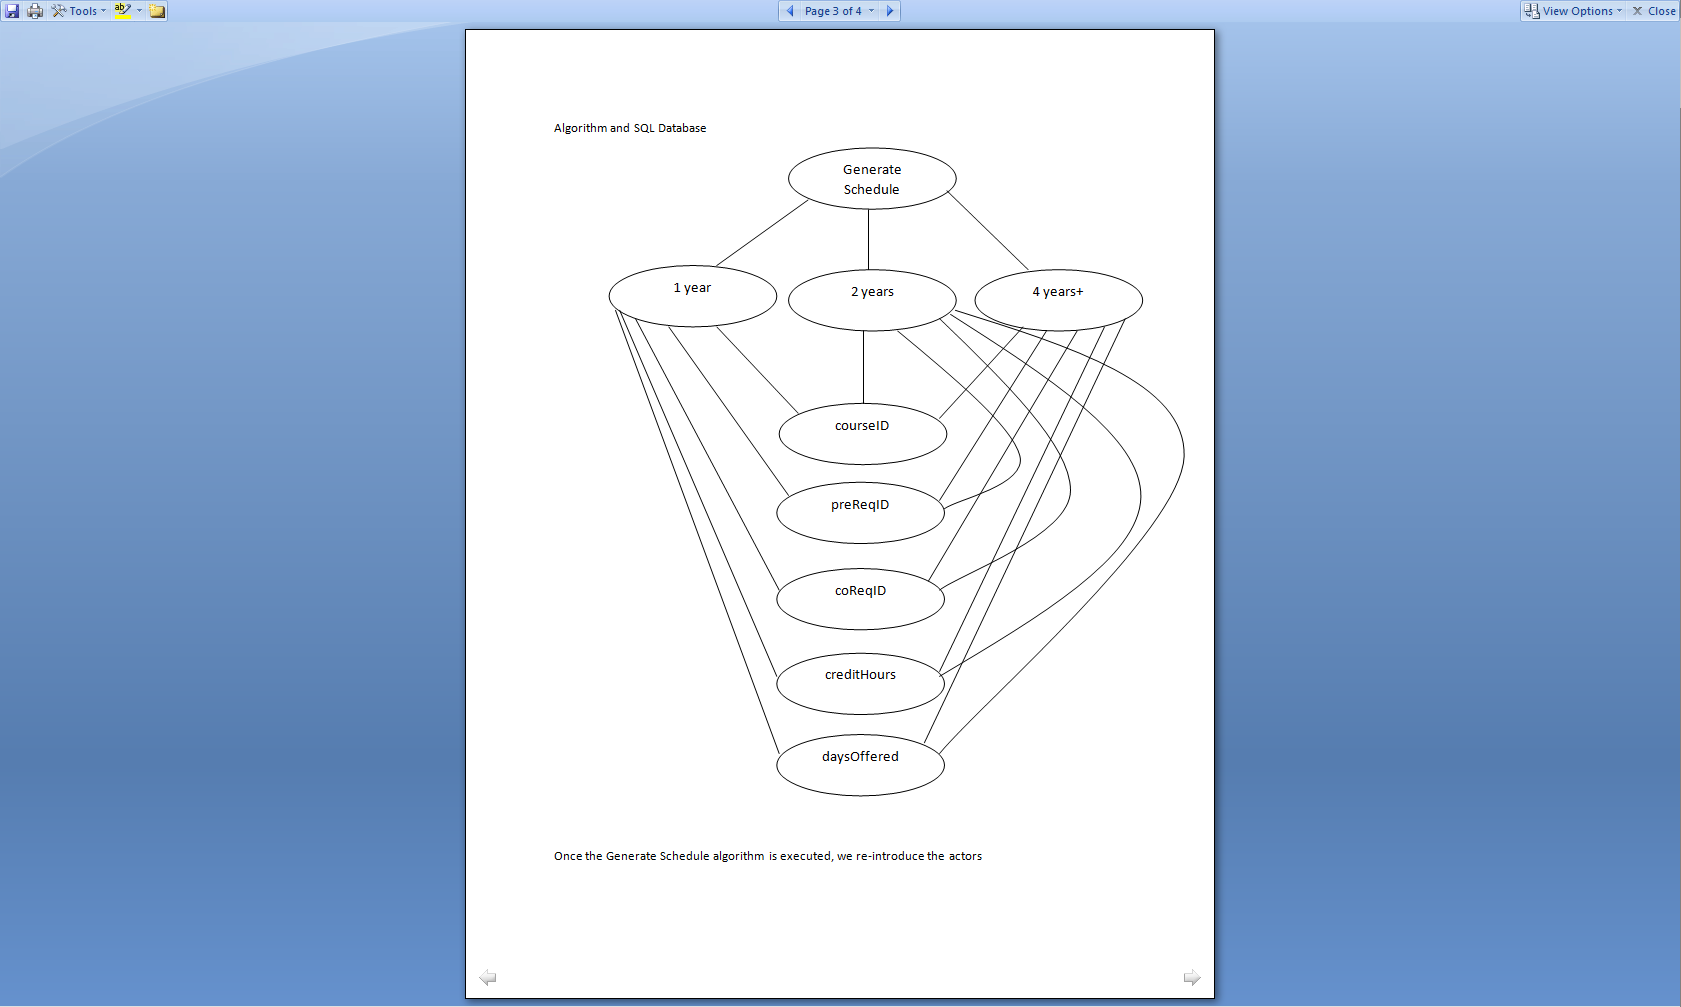 Tools
ab
Page 3 of 4
View Options
Close
Algorithm and SQL Database
Generate
Schedule
1 year
2 years
4 years+
courseID
preReqID
coReqID
creditHours
daysOffered
Once the Generate Schedule algorithm is executed, we re-introduce the actors